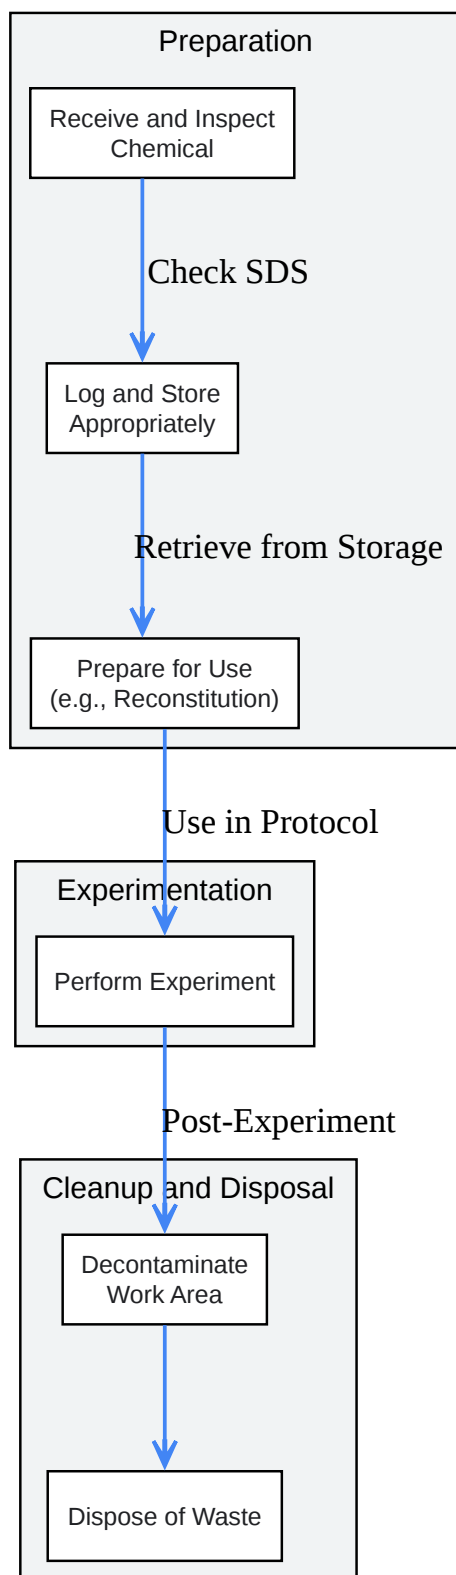 Preparation
Receive and Inspect
Chemical
Check SDS
Log and Store
Appropriately
Retrieve from Storage
Prepare for Use
(e.g., Reconstitution)
Use in Protocol
Experimentation
Perform Experiment
Post-Experiment
Cleanup and Disposal
Decontaminate
Work Area
Dispose of Waste